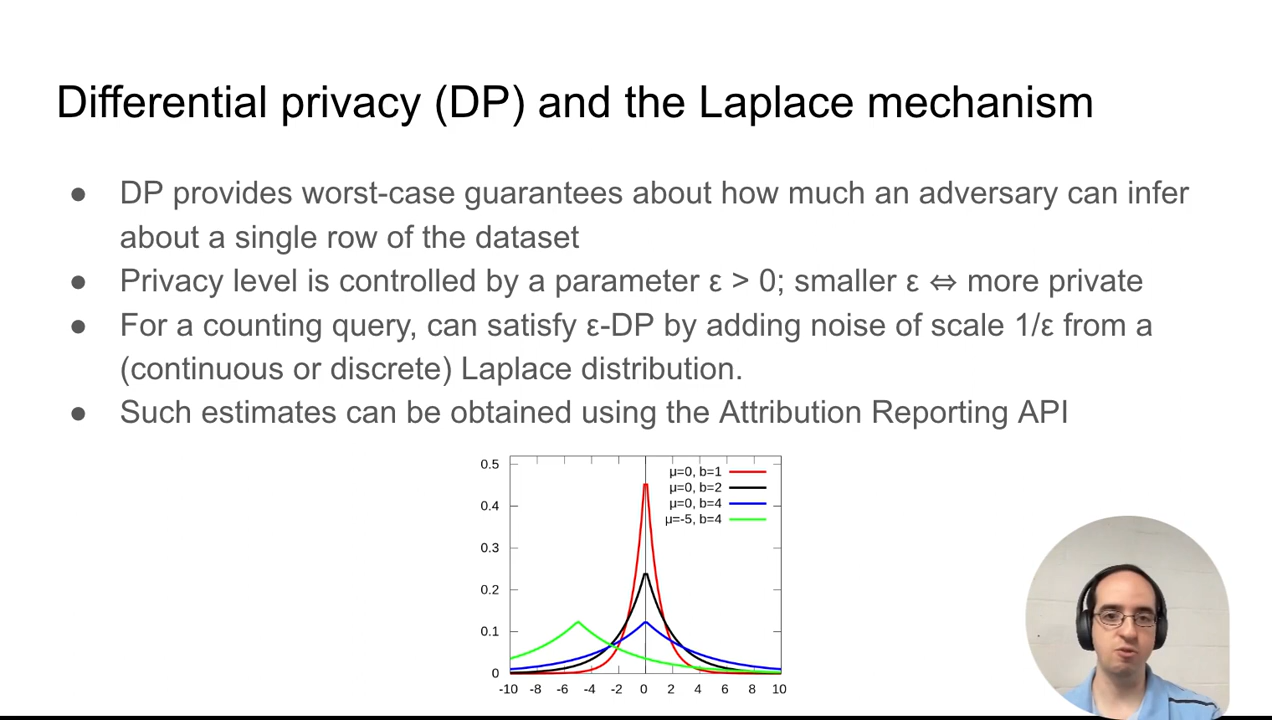 Differential privacy (DP) and the Laplace mechanism
● DP provides worst-case guarantees about how much an adversary can infer
about a single row of the dataset
● Privacy level is controlled by a parameter ε > 0; smaller ε ⇔ more private
● For a counting query, can satisfy ε-DP by adding noise of scale 1/ε from a
(continuous or discrete) Laplace distribution.
● Such estimates can be obtained using the Attribution Reporting API
0.5
0.4
0.3
0.2
0.1
0
μ=0, b=1
μ=0, b=2
μ=0, b=4
μ=-5, b=4
-10 -8 -6 -4 -2 0 2 4 6 8 10